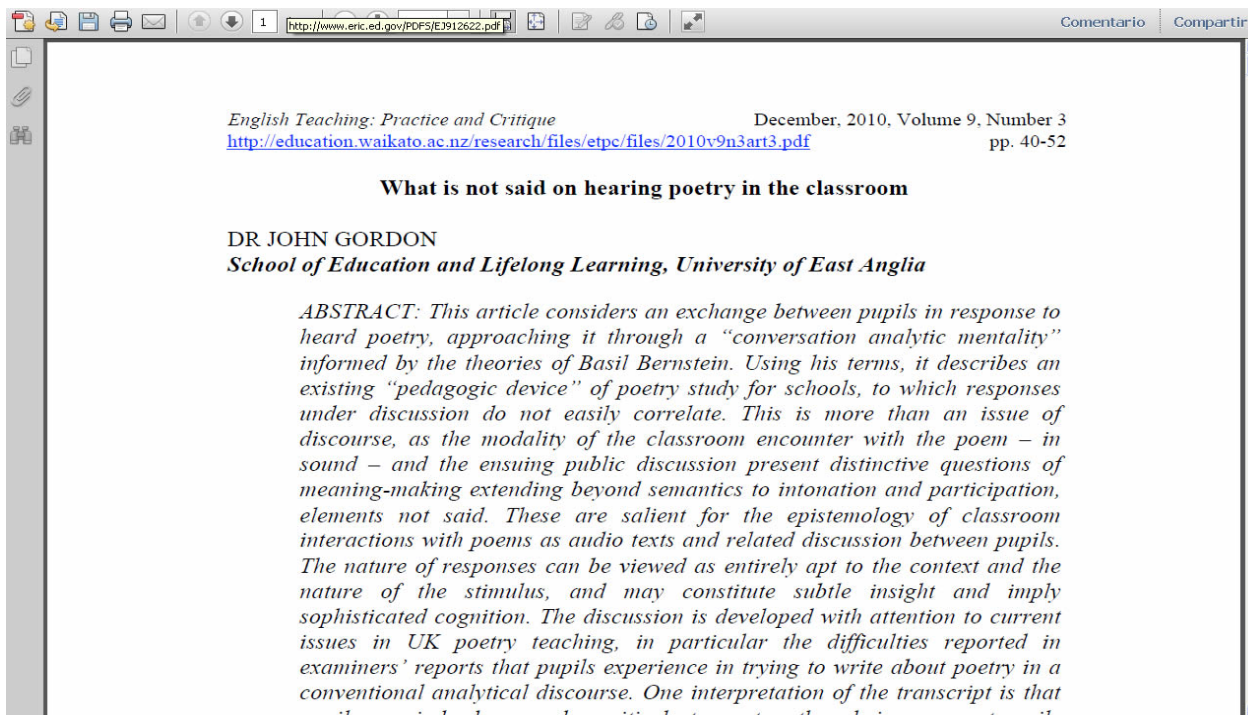 1
http://www.eric.ed.gov/PDFS/EJ912622.pdf
Comentario
Compartir
English Teaching: Practice and Critique December, 2010, Volume 9, Number 3
http://education.waikato.ac.nz/research/files/etpc/files/2010v9n3art3.pdf pp. 40-52
What is not said on hearing poetry in the classroom
DR JOHN GORDON
School of Education and Lifelong Learning, University of East Anglia
ABSTRACT: This article considers an exchange between pupils in response to
heard poetry, approaching it through a “conversation analytic mentality”
informed by the theories of Basil Bernstein. Using his terms, it describes an
existing “pedagogic device” of poetry study for schools, to which responses
under discussion do not easily correlate. This is more than an issue of
discourse, as the modality of the classroom encounter with the poem – in
sound – and the ensuing public discussion present distinctive questions of
meaning-making extending beyond semantics to intonation and participation,
elements not said. These are salient for the epistemology of classroom
interactions with poems as audio texts and related discussion between pupils.
The nature of responses can be viewed as entirely apt to the context and the
nature of the stimulus, and may constitute subtle insight and imply
sophisticated cognition. The discussion is developed with attention to current
issues in UK poetry teaching, in particular the difficulties reported in
examiners’ reports that pupils experience in trying to write about poetry in a
conventional analytical discourse. One interpretation of the transcript is that